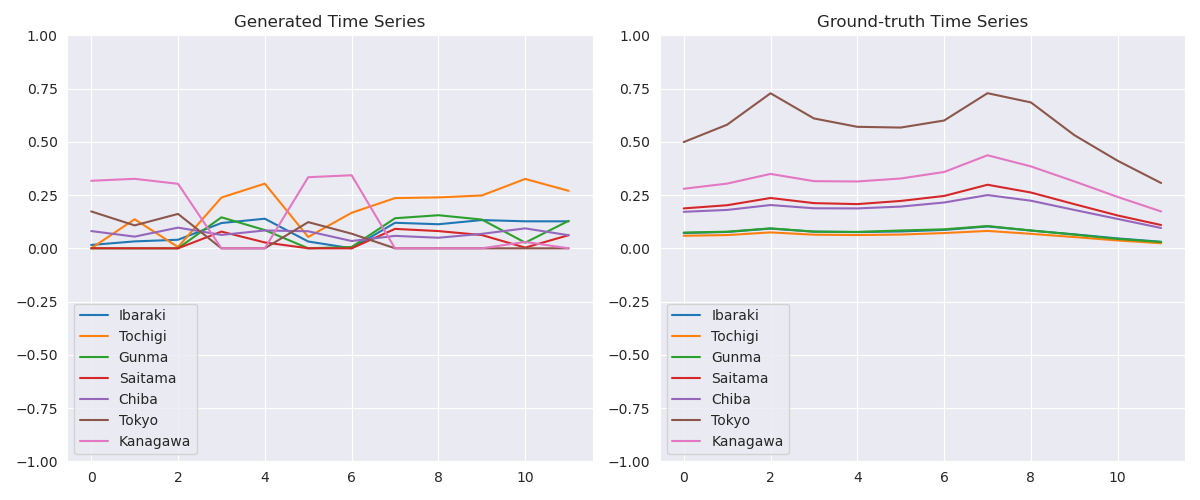 Generated Time Series
1.00
0.75
0.50
0.25
0.00
−0.25
−0.50
−0.75
−1.00
0 2 4 6 8 10
Ibaraki
Tochigi
Gunma
Saitama
Chiba
Tokyo
Kanagawa
Ground-truth Time Series
1.00
0.75
0.50
0.25
0.00
−0.25
−0.50
−0.75
−1.00
0 2 4 6 8 10
Ibaraki
Tochigi
Gunma
Saitama
Chiba
Tokyo
Kanagawa